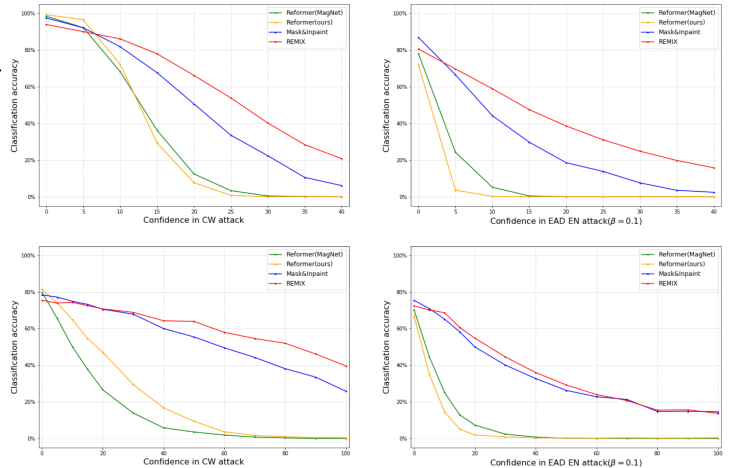 100%
80%
60%
40%
20%
0%
Classification accuracy
Reformer(MagNet)
Reformer(ours)
Mask&Inpaint
REMIX
0 5 10 15 20 25 30 35 40
Confidence in CW attack
100%
80%
60%
40%
20%
0%
Classification accuracy
Reformer(MagNet)
Reformer(ours)
Mask&Inpaint
REMIX
0 5 10 15 20 25 30 35 40
Confidence in EAD EN attack(β = 0.1)
100%
80%
60%
40%
20%
0%
Classification accuracy
Reformer(MagNet)
Reformer(ours)
Mask&Inpaint
REMIX
0 20 40 60 80 100
Confidence in CW attack
100%
80%
60%
40%
20%
0%
Classification accuracy
Reformer(MagNet)
Reformer(ours)
Mask&Inpaint
REMIX
0 20 40 60 80 100
Confidence in EAD EN attack(β = 0.1)